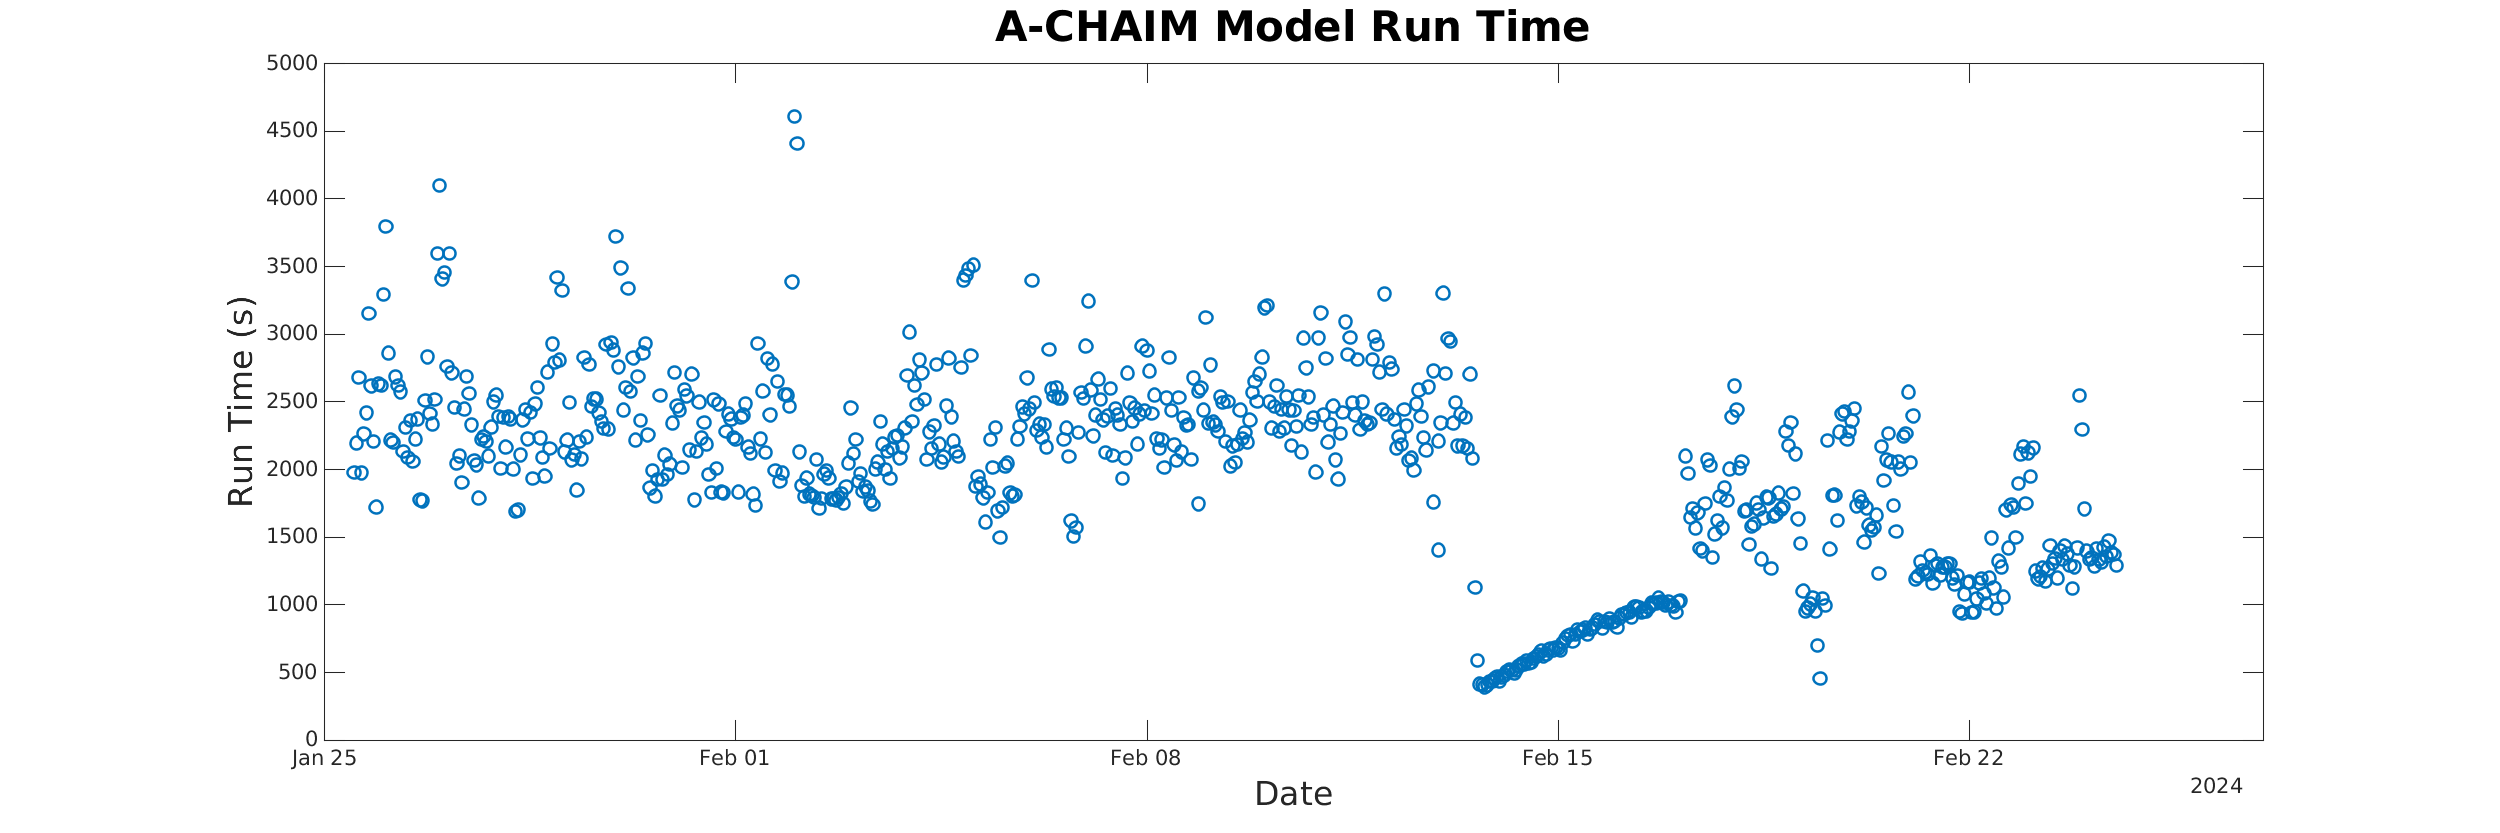 A-CHAIM Model Run Time
5000
4500
4000
3500
3000
2500
2000
1500
1000
500
0
Run Time (s)
Jan 25
Feb 01
Feb 08
Feb 15
Feb 22
2024
Date